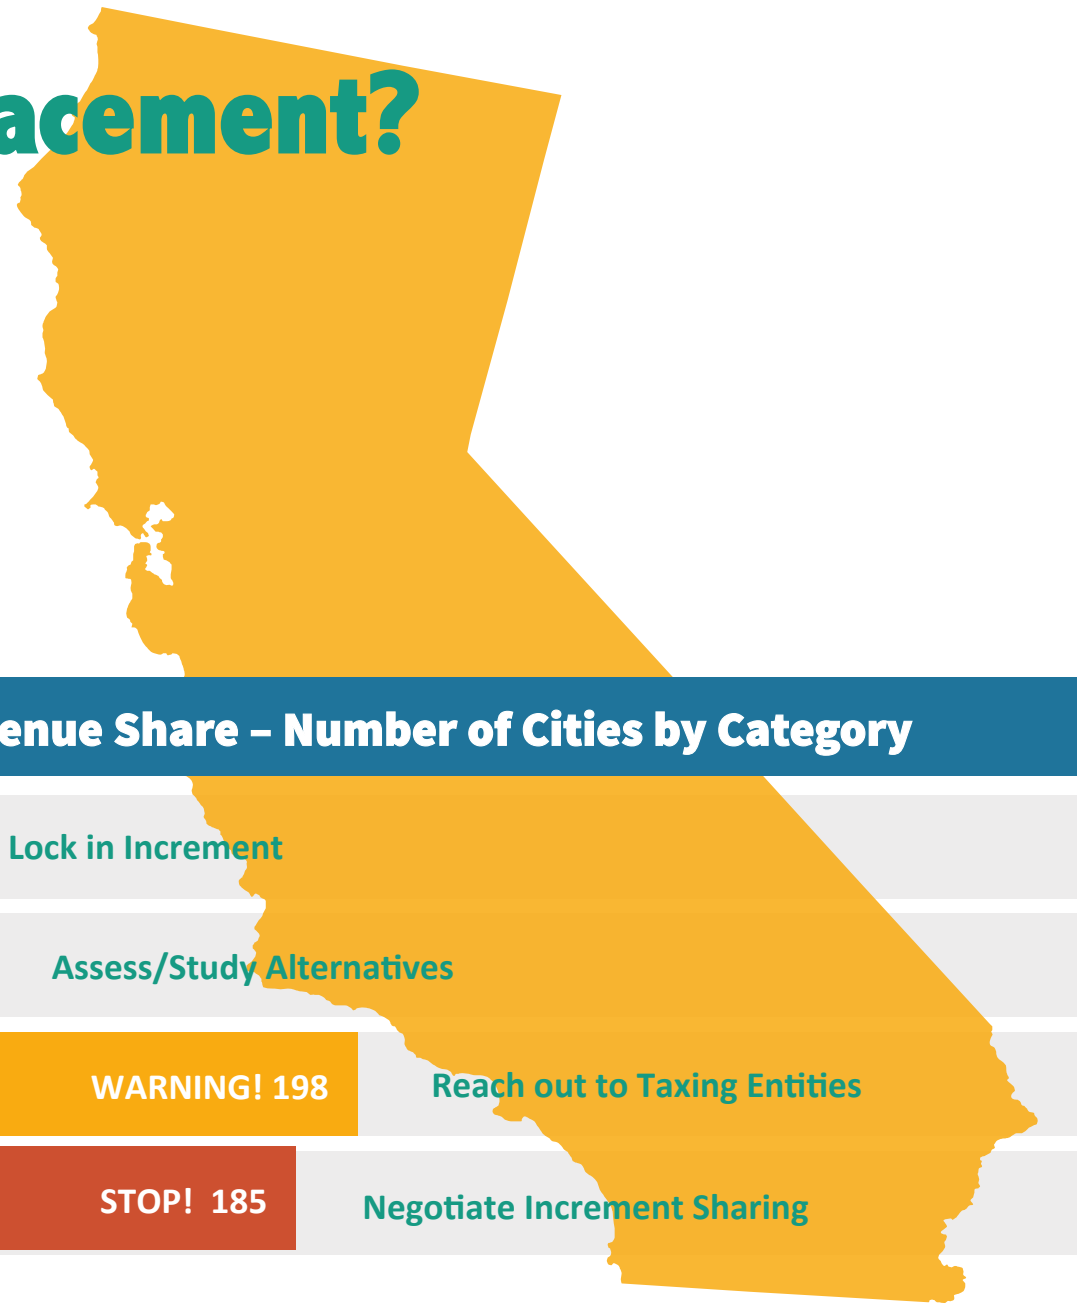 acement?
enue Share – Number of Cities by Category
Lock in Increment
Assess/Study Alternatives
WARNING! 198 Reach out to Taxing Entities
STOP! 185 Negotiate Increment Sharing